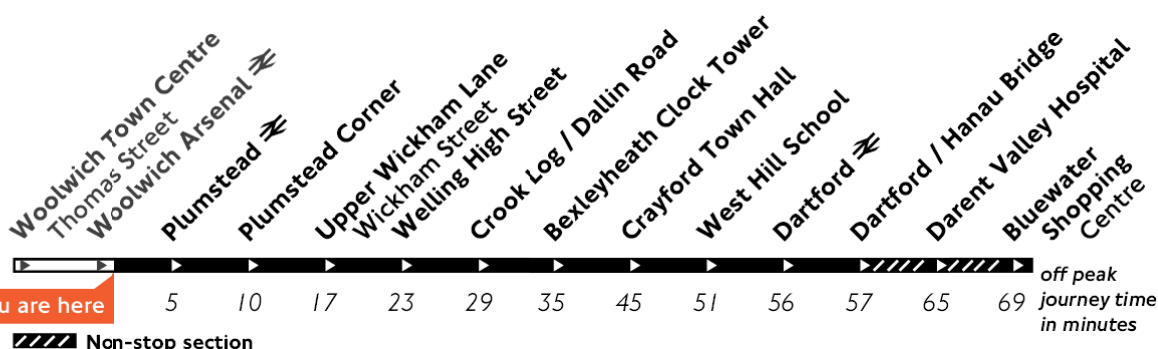 Woolwich Town Centre
Thomas Street
Woolwich Arsenal
Plumstead
Plumstead Corner
Upper Wickham Lane
Wickham Street
Welling High Street
Crook Log / Dallin Road
Bexleyheath Clock Tower
Crayford Town Hall
West Hill School
Dartford
Dartford / Hanau Bridge
Darent Valley Hospital
Bluewater
Shopping
Centre
u are here
5 10 17 23 29 35 45 51 56 57 65 69
off peak
journey time
in minutes
Non-stop section